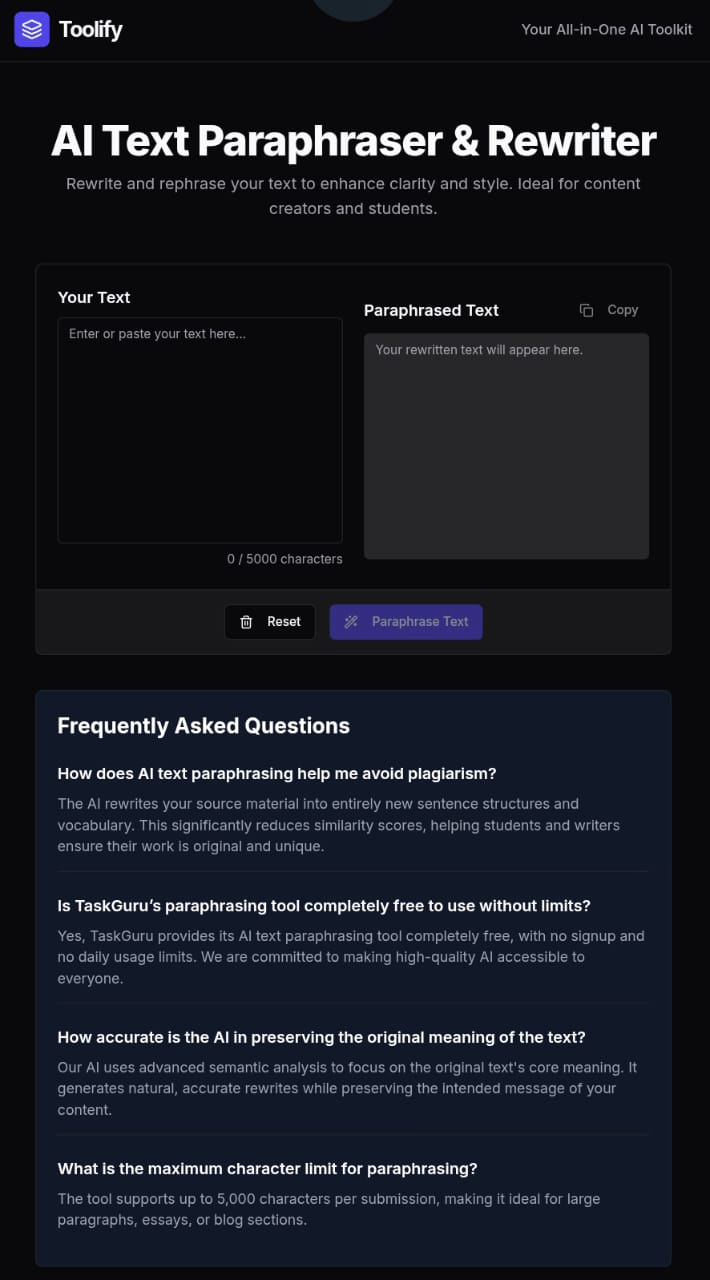 Toolify
Your All-in-One AI Toolkit
AI Text Paraphraser & Rewriter
Rewrite and rephrase your text to enhance clarity and style. Ideal for content
creators and students.
Your Text
Enter or paste your text here...
0 / 5000 characters
Paraphrased Text
Copy
Your rewritten text will appear here.
Reset
Paraphrase Text
Frequently Asked Questions
How does AI text paraphrasing help me avoid plagiarism?
The AI rewrites your source material into entirely new sentence structures and
vocabulary. This significantly reduces similarity scores, helping students and writers
ensure their work is original and unique.
Is TaskGuru’s paraphrasing tool completely free to use without limits?
Yes, TaskGuru provides its AI text paraphrasing tool completely free, with no signup and
no daily usage limits. We are committed to making high-quality AI accessible to
everyone.
How accurate is the AI in preserving the original meaning of the text?
Our AI uses advanced semantic analysis to focus on the original text's core meaning. It
generates natural, accurate rewrites while preserving the intended message of your
content.
What is the maximum character limit for paraphrasing?
The tool supports up to 5,000 characters per submission, making it ideal for large
paragraphs, essays, or blog sections.